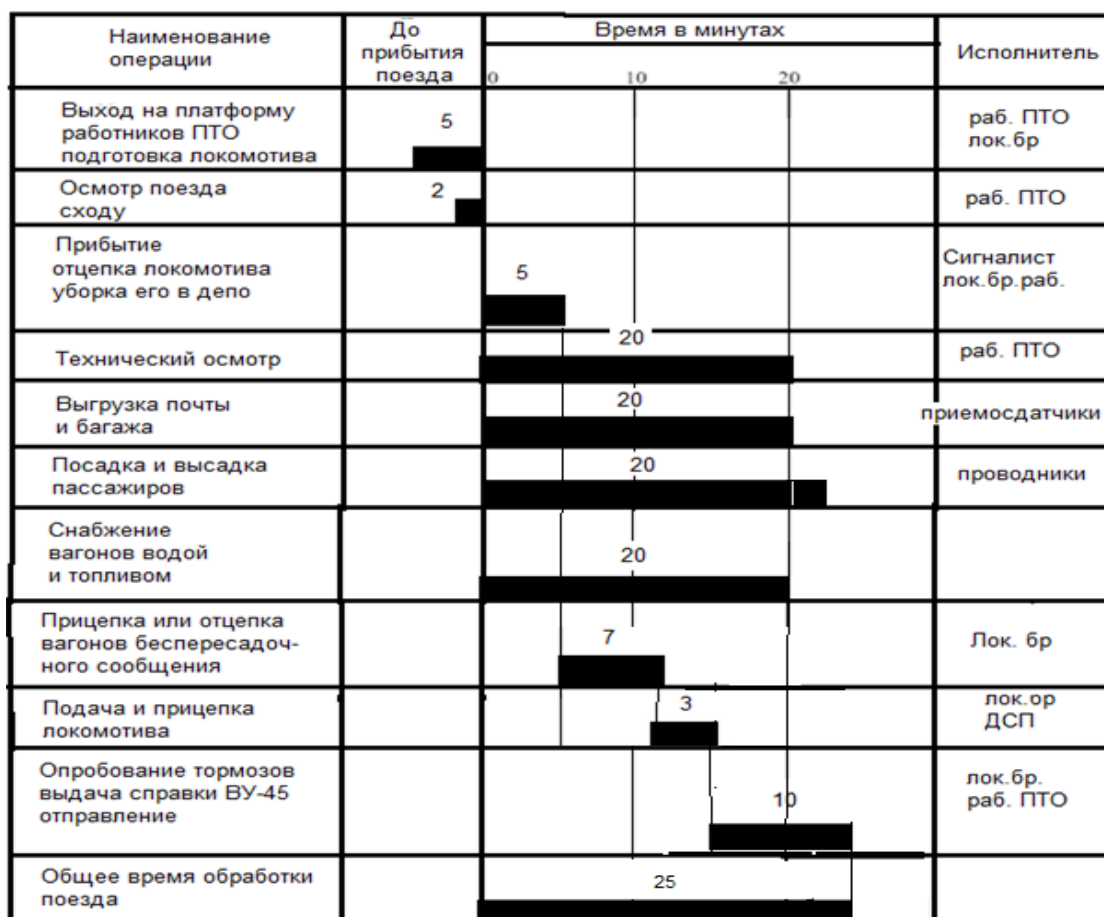 Наименование
операции
До
прибытия
поезда
Время в минутах
0 10 20
Исполнитель
Выход на платформу
работников ПТО
подготовка локомотива
5
раб. ПТО
лок.бр
Осмотр поезда
сходу
2
раб. ПТО
Прибытие
отцепка локомотива
уборка его в депо
5
Сигналист
лок.бр.раб.
Технический осмотр
20
раб. ПТО
Выгрузка почты
и багажа
20
приемосдатчики
Посадка и высадка
пассажиров
20
проводники
Снабжение
вагонов водой
и топливом
20
Прицепка или отцепка
вагонов беспересадоч-
ного сообщения
7
Лок. бр
Подача и прицепка
локомотива
3
лок.ор
ДСП
Опробование тормозов
выдача справки ВУ-45
отправление
10
лок.бр.
раб. ПТО
Общее время обработки
поезда
25